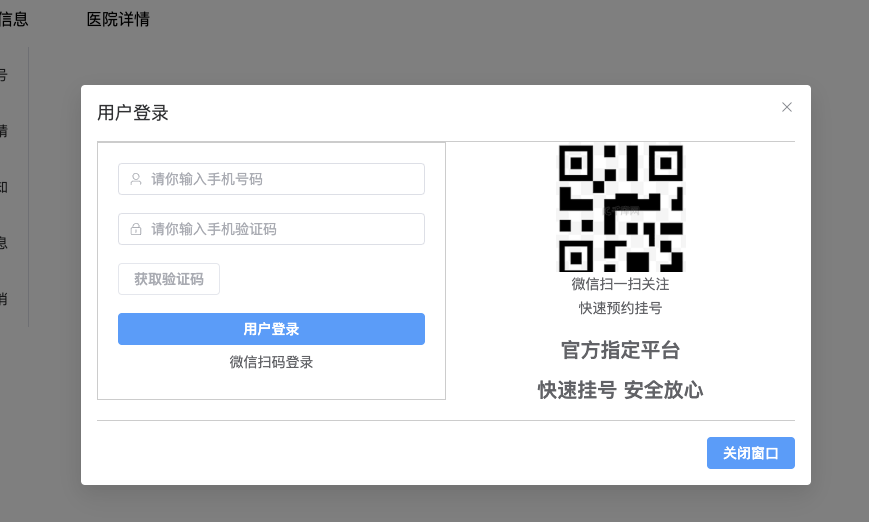 信息
医院详情
号
情
知
息
销
用户登录
请你输入手机号码
请你输入手机验证码
获取验证码
用户登录
微信扫码登录
微信扫一扫关注
快速预约挂号
官方指定平台
快速挂号 安全放心
关闭窗口